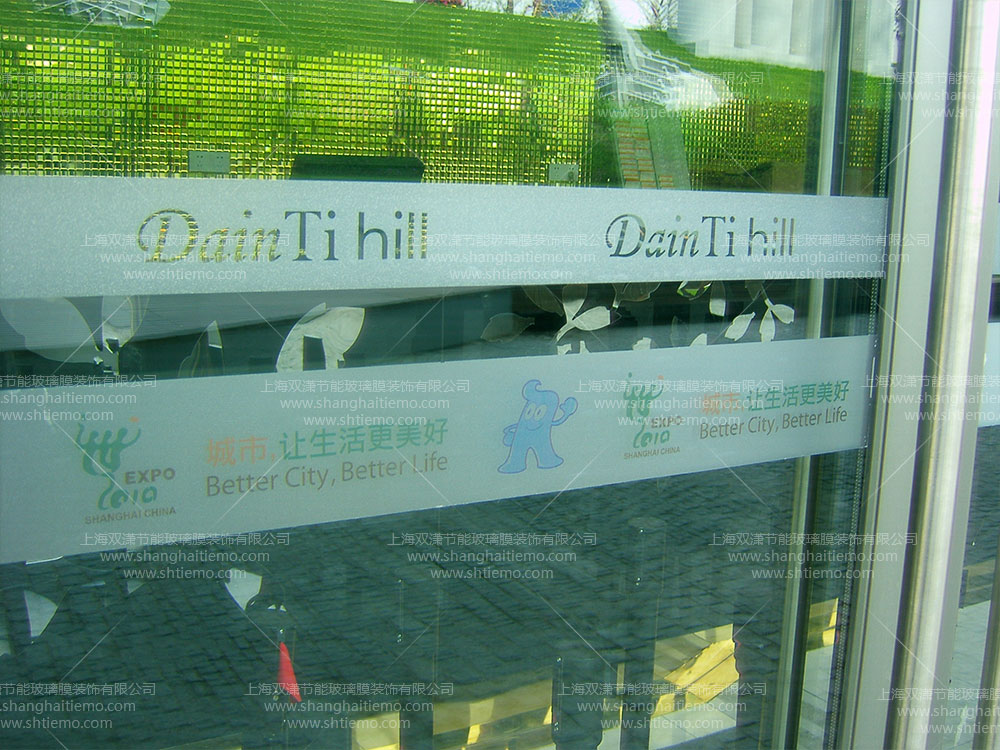 DainTi hill
DainTi hill
EXPO
2010
SHANGHAI CHINA
城市,让生活更美好
Better City, Better Life
EXPO
2010
SHANGHAI CHINA
城市,让生活更美好
Better City, Better Life
上海双潇节能玻璃膜装饰有限公司
www.shanghaitiemo.com
www.shtiemo.com